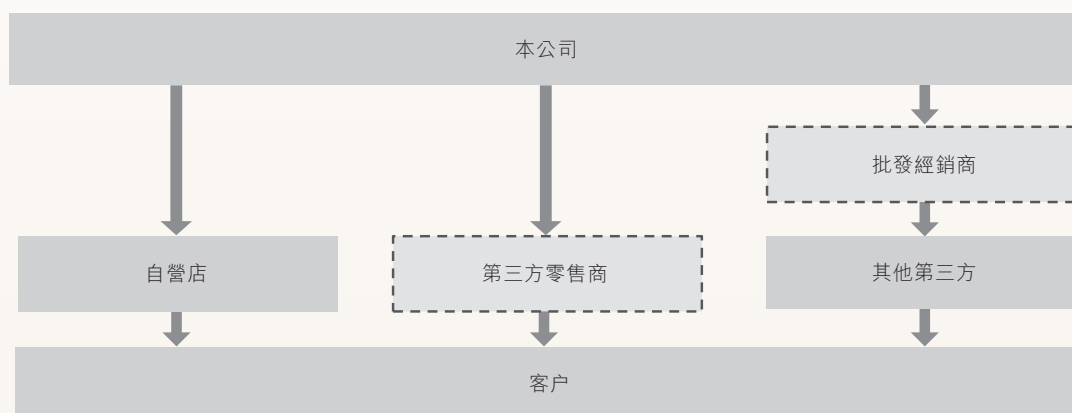 本公司
批發經銷商
自營店
第三方零售商
其他第三方
客户